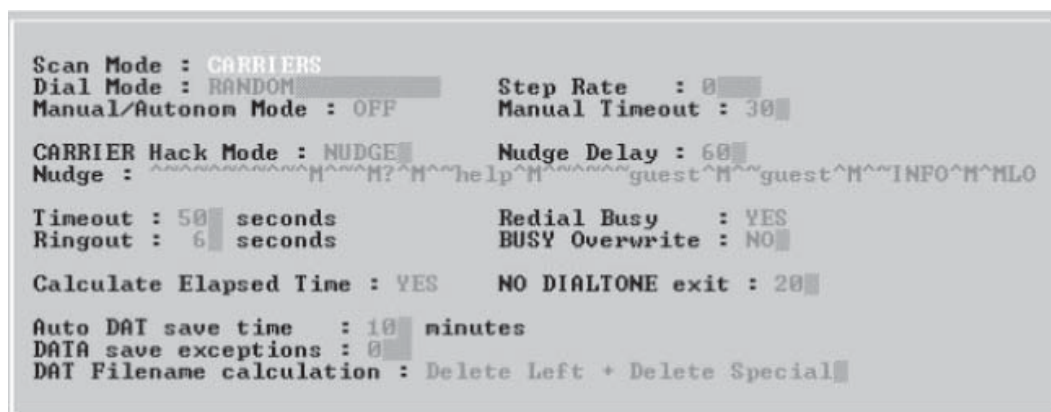 Scan Mode : CARRIERS
Dial Mode : RANDOM Step Rate : 0
Manual/Autonom Mode : OFF Manual Timeout : 30
CARRIER Hack Mode : NUDGE Nudge Delay : 60
Nudge : ^~^~^~^~^~^M^~^M?^M^~help^M^~^~^~guest^M^~guest^M^~INFO^M^MLO
Timeout : 50 seconds Redial Busy : YES
Ringout : 6 seconds BUSY Overwrite : NO
Calculate Elapsed Time : YES NO DIALTONE exit : 20
Auto DAT save time : 10 minutes
DATA save exceptions : 0
DAT Filename calculation : Delete Left + Delete Special